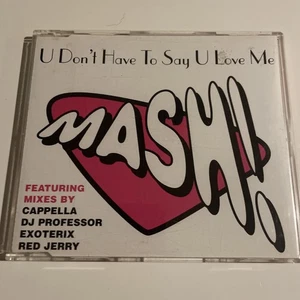 U Don't Have To Say U Love Me
MASH!
FEATURING
MIXES BY
CAPPELLA
DJ PROFESSOR
EXOTERIX
RED JERRY